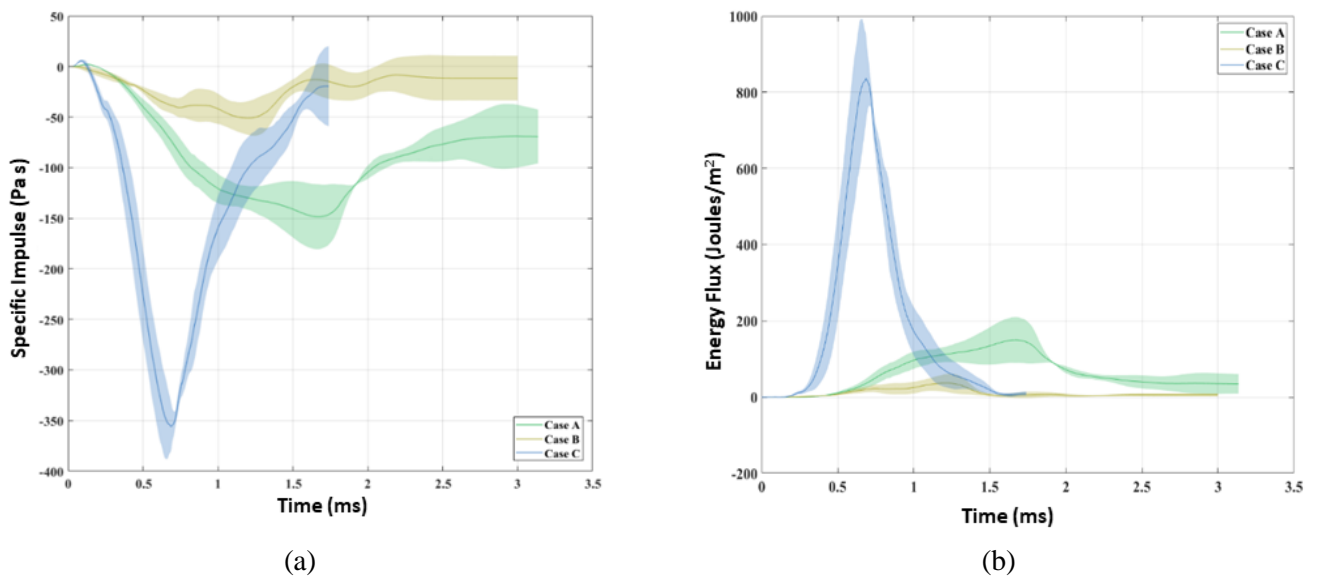 50
0
-50
-100
-150
-200
-250
-300
-350
-400
0 0.5 1 1.5 2 2.5 3 3.5
Specific Impulse (Pa s)
Time (ms)
Case A
Case B
Case C
(a)
1000
800
600
400
200
0
-200
0 0.5 1 1.5 2 2.5 3 3.5
Energy Flux (Joules/m²)
Time (ms)
Case A
Case B
Case C
(b)